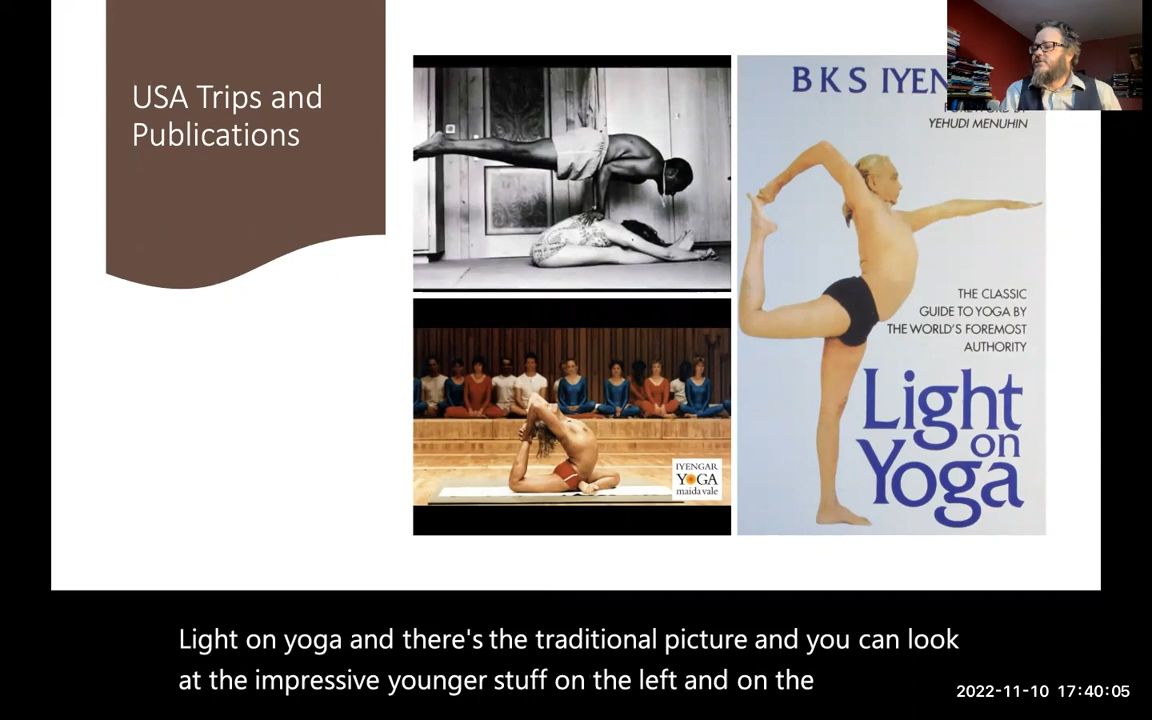 USA Trips and
Publications
BKS IYEN
YEHUDI MENUHIN
THE CLASSIC
GUIDE TO YOGA BY
THE WORLD'S FOREMOST
AUTHORITY
Light
on
Yoga
IYENGAR
YOGA
maida vale
Light on yoga and there's the traditional picture and you can look
at the impressive younger stuff on the left and on the
2022-11-10 17:40:05